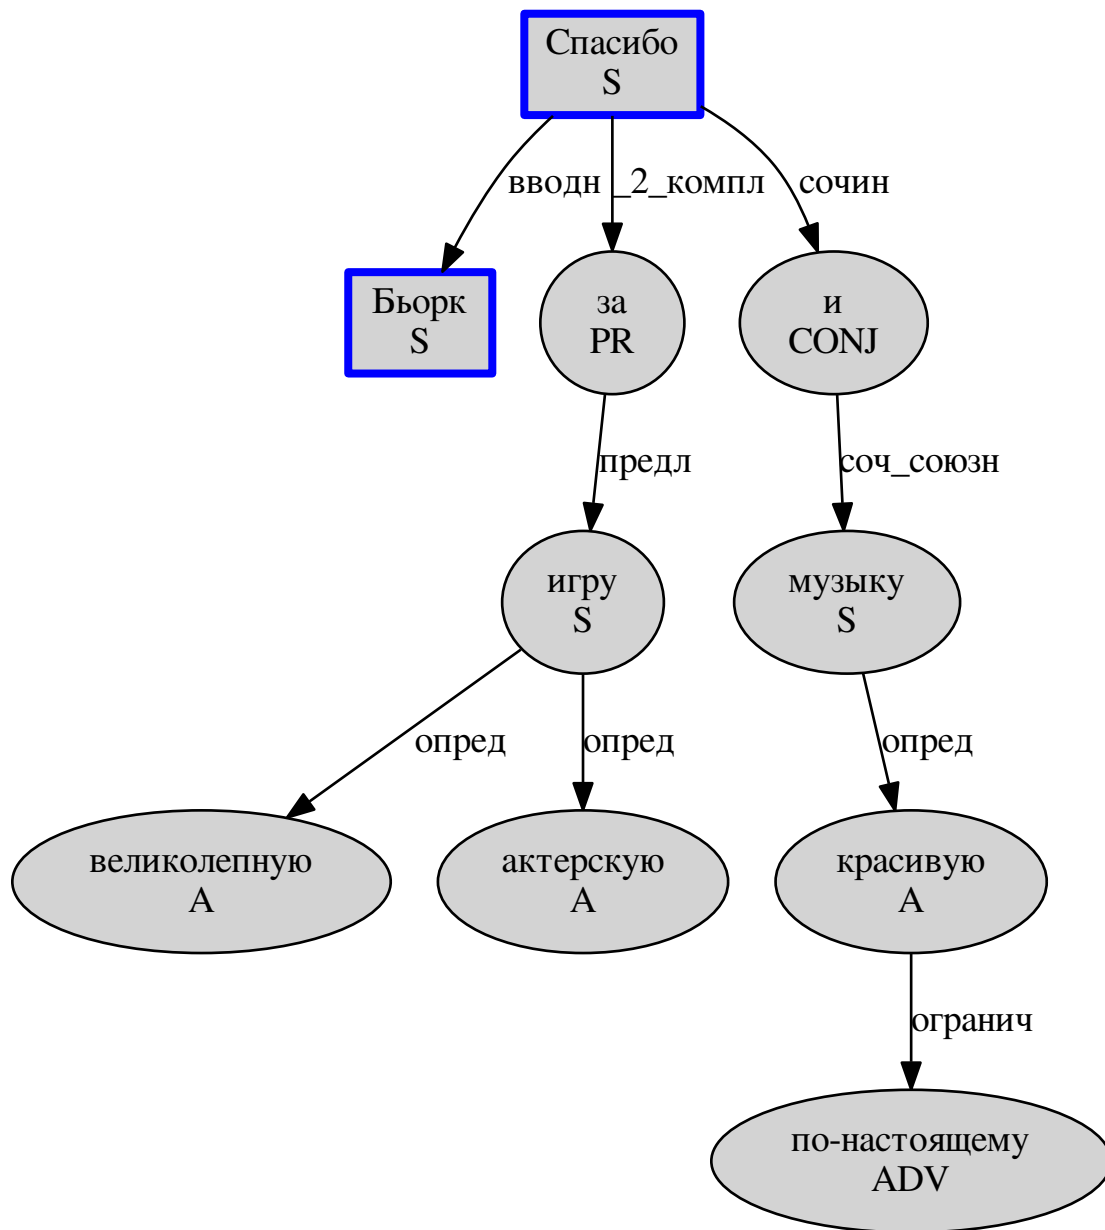 Спасибо
S
вводн
_2_компл
сочин
Бьорк
S
за
PR
и
CONJ
предл
соч_союзн
игру
S
музыку
S
опред
опред
опред
великолепную
A
актерскую
A
красивую
A
огранич
по-настоящему
ADV